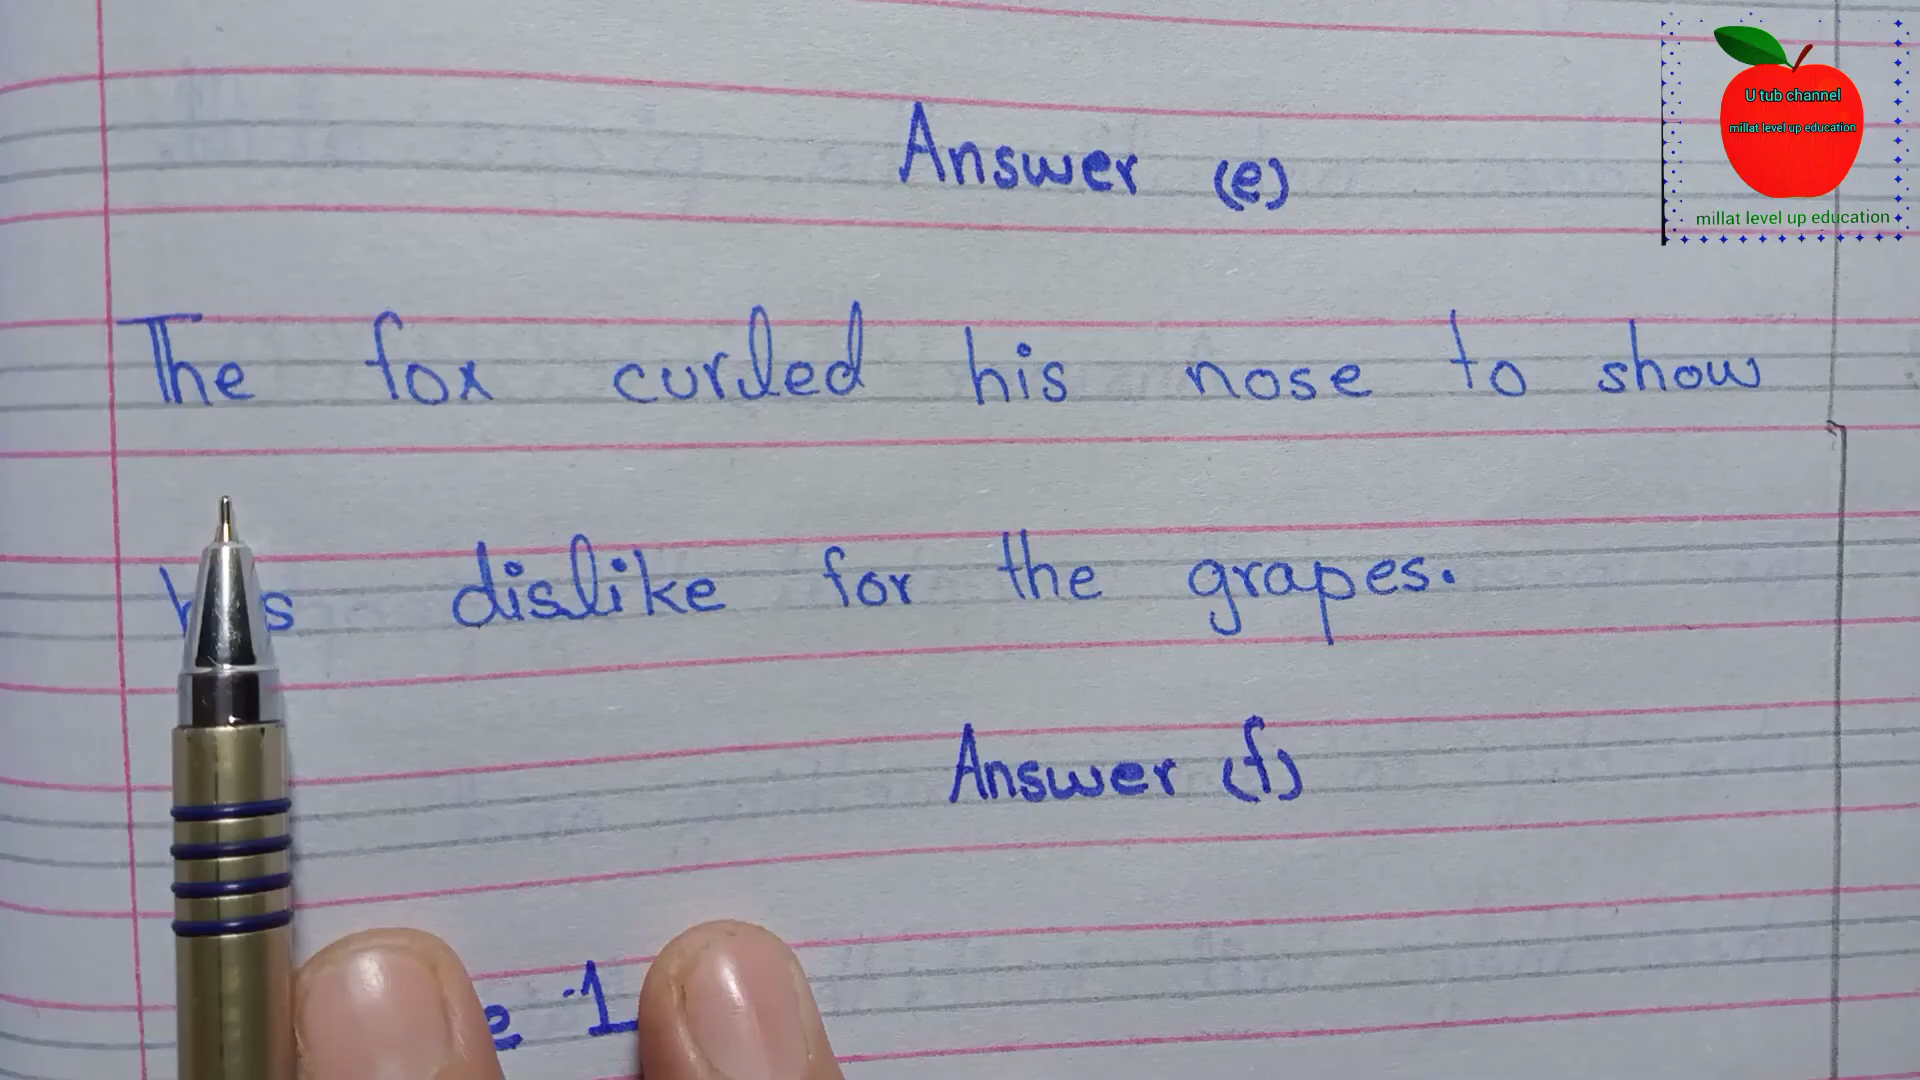 U tub channel
millat level up education
millat level up education
Answer (e)
The fox curled his nose to show
dislike for the grapes.
Answer (f)
1